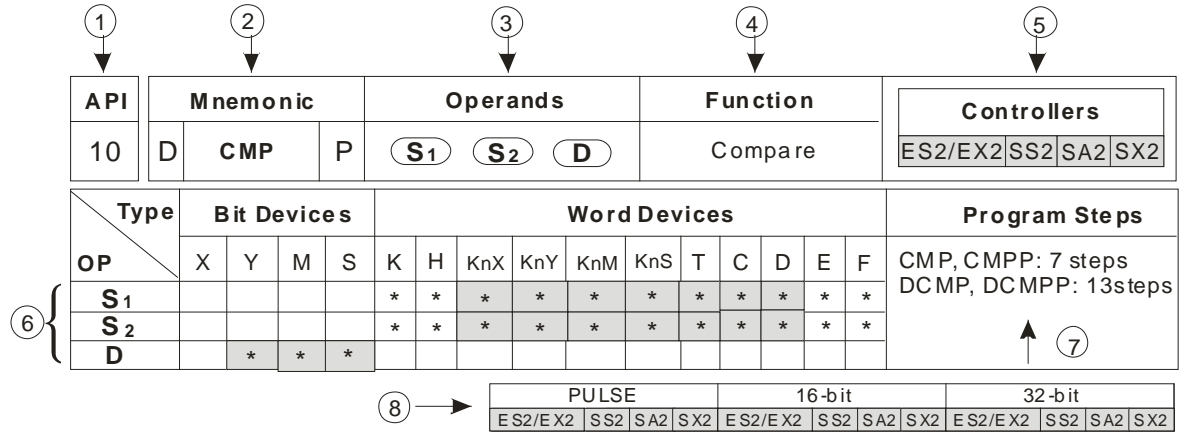 1 2 3 4 5
API Mnemonic Operands Function Controllers
10 D CMP P S1 S2 D Compare ES2/EX2 SS2 SA2 SX2
Type Bit Devices Word Devices Program Steps
OP X Y M S K H KnX KnY KnM KnS T C D E F
CMP, CMPP: 7 steps
DCMP, DCMPP: 13steps
S1 * * * * * * * * * * *
6 S2 * * * * * * * * * * *
D * * * 7
8 PULSE 16-bit 32-bit
ES2/EX2 SS2 SA2 SX2 ES2/EX2 SS2 SA2 SX2 ES2/EX2 SS2 SA2 SX2